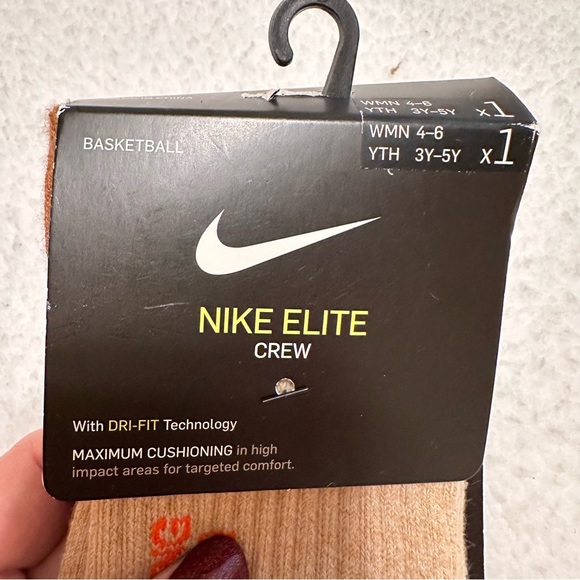 WMN 4–6
YTH 3Y–5Y x1
WMN 4–6
YTH 3Y–5Y x1
BASKETBALL
NIKE ELITE
CREW
With DRI-FIT Technology
MAXIMUM CUSHIONING in high
impact areas for targeted comfort.